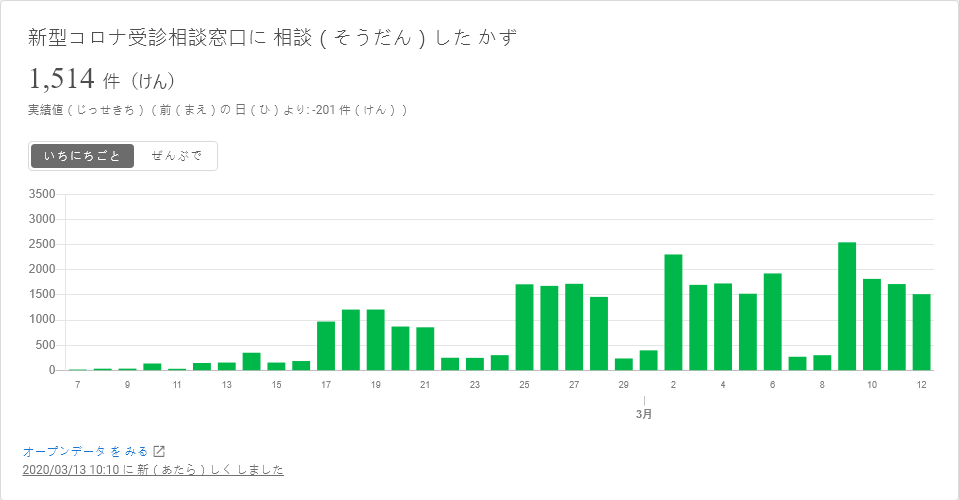 新型コロナ受診相談窓口に 相談 ( そうだん ) した かず
1,514 件（けん）
実績値 ( じっせきち ) （ 前 ( まえ ) の 日 ( ひ ) より: -201 件 ( けん ) ）
いちにちごと ぜんぶで
3500
3000
2500
2000
1500
1000
500
0
7 9 11 13 15 17 19 21 23 25 27 29 2 4 6 8 10 12
3月
オープンデータ を みる
2020/03/13 10:10 に 新 ( あたら ) しく しました